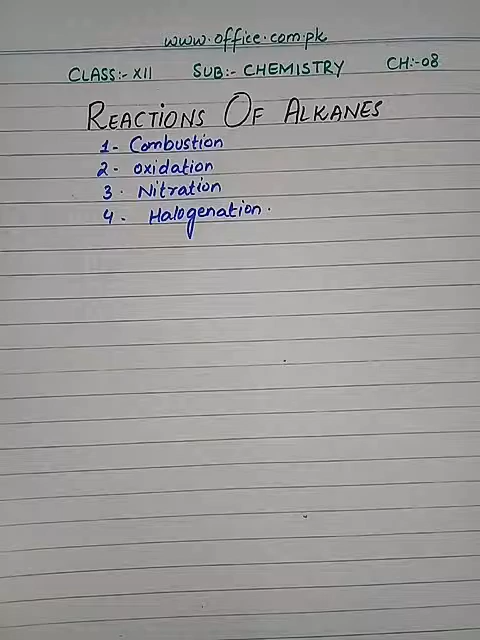 www.office.com.pk
CLASS:- XII SUB:- CHEMISTRY CH:-08
REACTIONS OF ALKANES
1- Combustion
2- oxidation
3. Nitration
4- Halogenation.